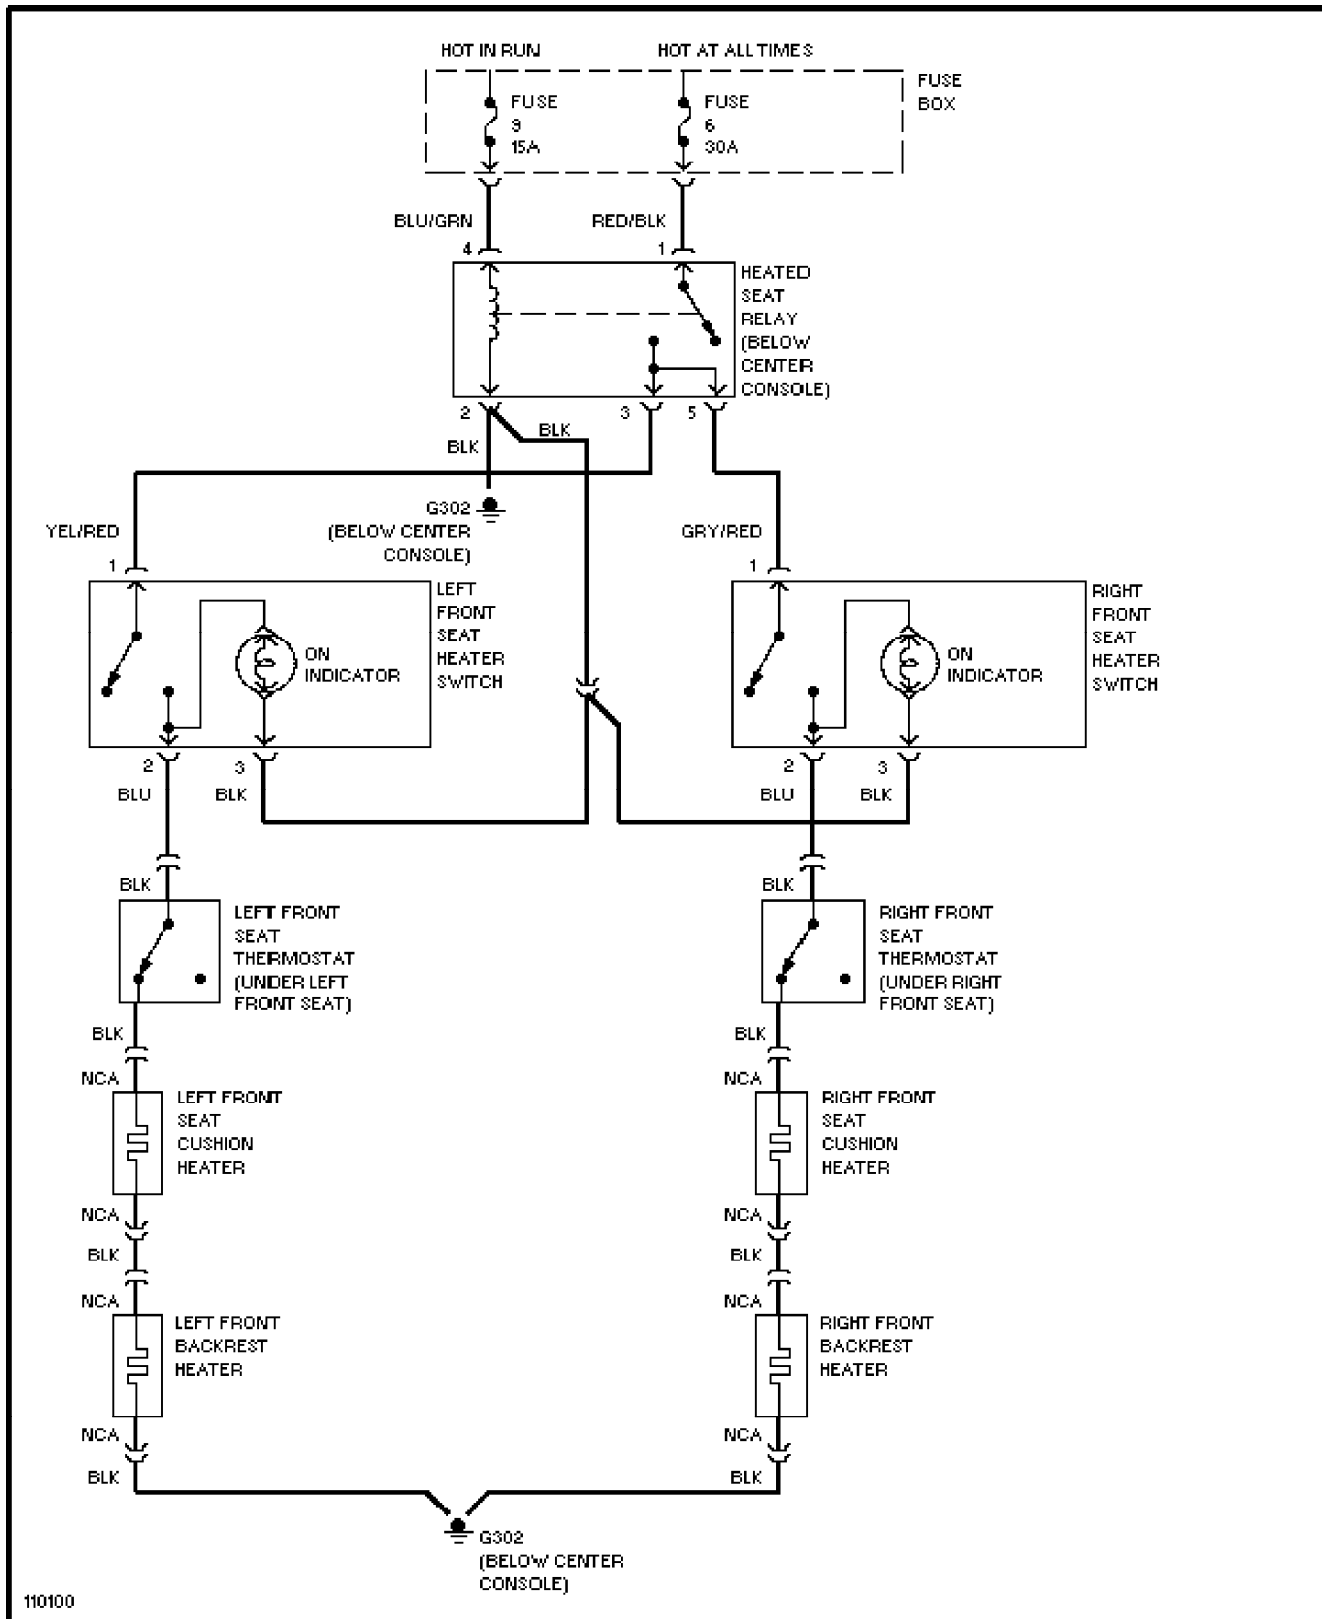 HOT IN RUN
HOT AT ALL TIMES
FUSE
BOX
FUSE
9
15A
FUSE
6
30A
BLU/GRN
RED/BLK
4
1
HEATED
SEAT
RELAY
(BELOW
CENTER
CONSOLE)
2
3
5
BLK
BLK
G302
(BELOW CENTER
CONSOLE)
YEL/RED
GRY/RED
1
1
LEFT
FRONT
SEAT
HEATER
SWITCH
ON
INDICATOR
RIGHT
FRONT
SEAT
HEATER
SWITCH
ON
INDICATOR
2
3
BLU
BLK
2
3
BLU
BLK
BLK
LEFT FRONT
SEAT
THERMOSTAT
(UNDER LEFT
FRONT SEAT)
BLK
RIGHT FRONT
SEAT
THERMOSTAT
(UNDER RIGHT
FRONT SEAT)
BLK
BLK
NCA
LEFT FRONT
SEAT
CUSHION
HEATER
NCA
RIGHT FRONT
SEAT
CUSHION
HEATER
NCA
NCA
BLK
BLK
NCA
LEFT FRONT
BACKREST
HEATER
NCA
RIGHT FRONT
BACKREST
HEATER
NCA
NCA
BLK
BLK
G302
(BELOW CENTER
CONSOLE)
110100